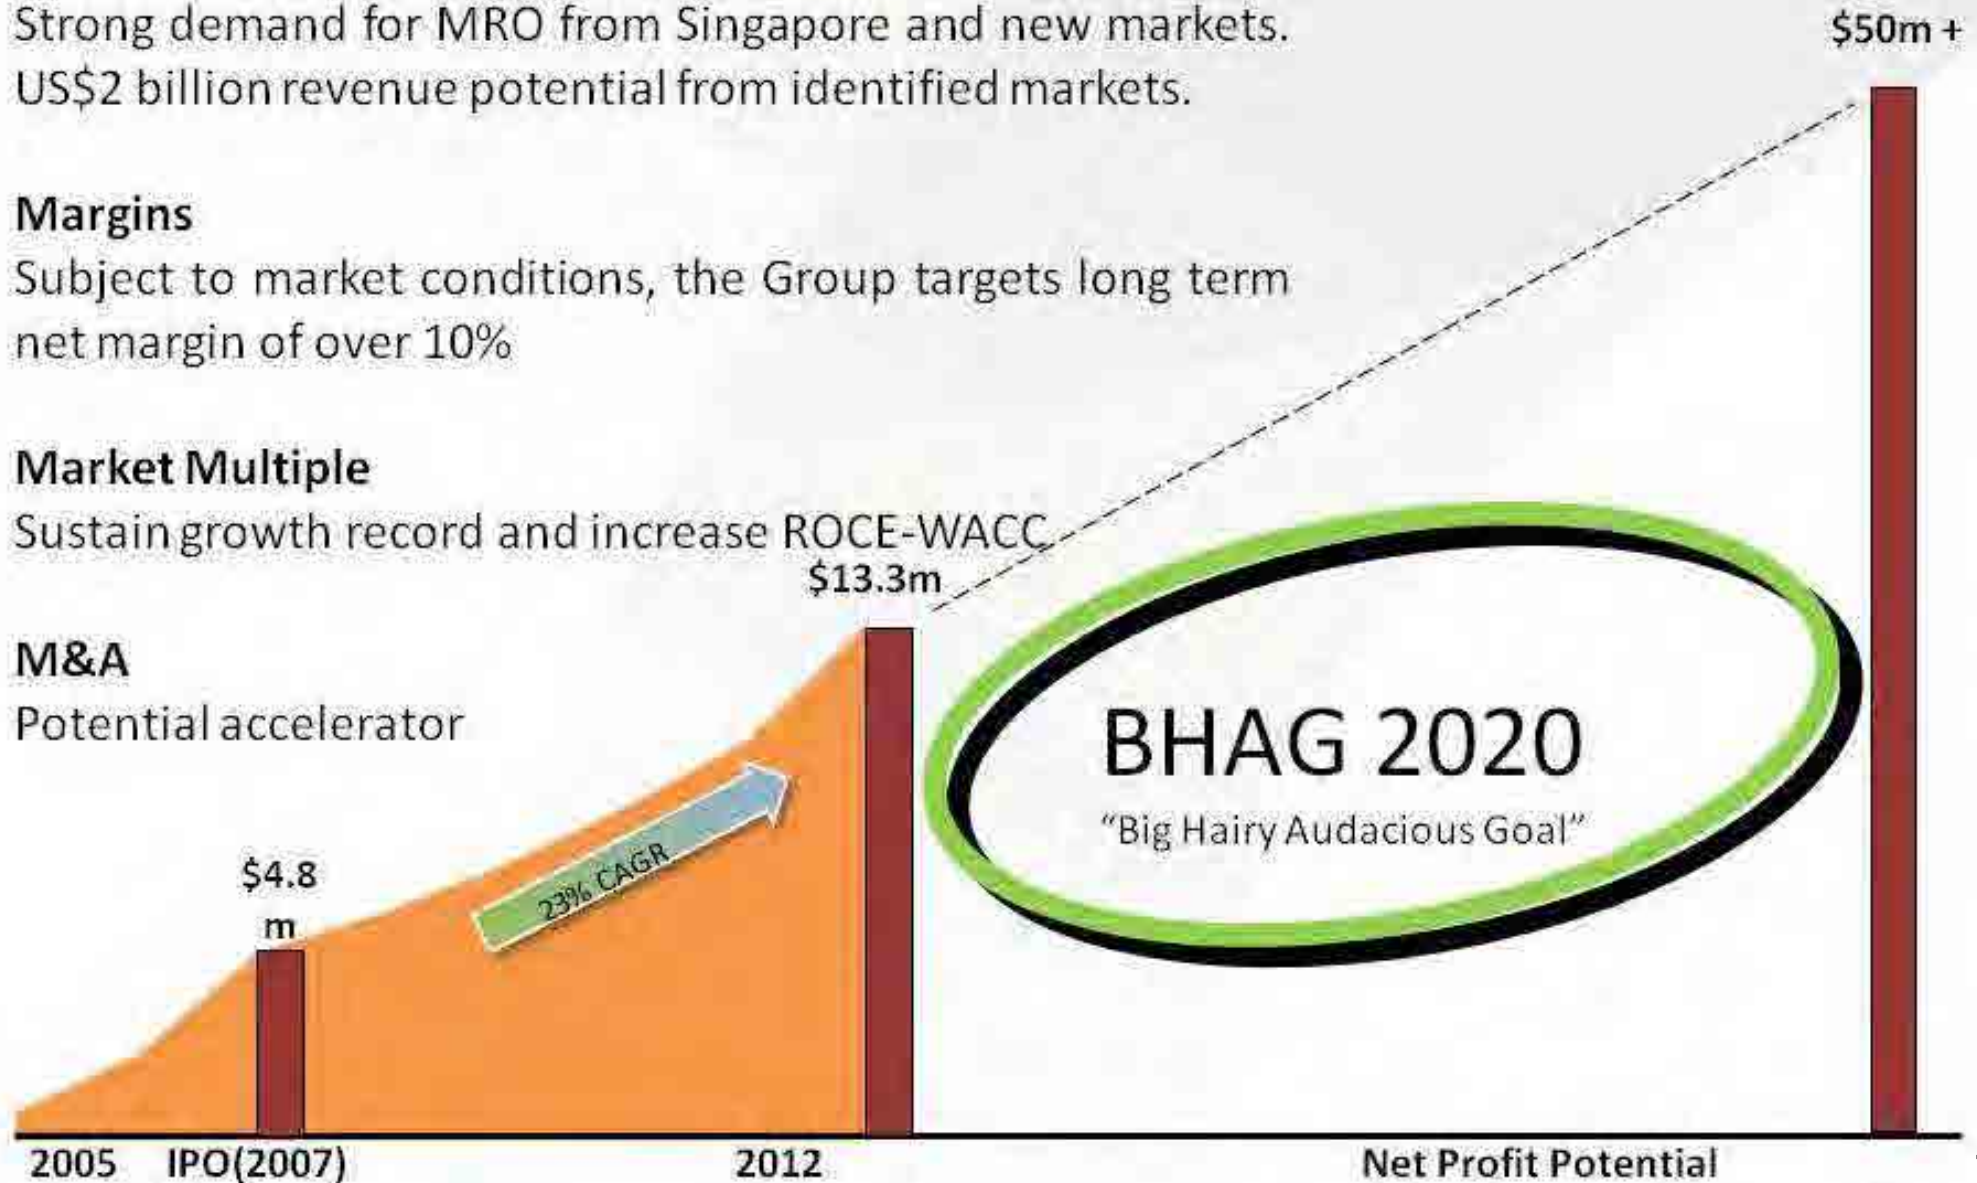 Strong demand for MRO from Singapore and new markets.
US$2 billion revenue potential from identified markets.
$50m +
Margins
Subject to market conditions, the Group targets long term
net margin of over 10%
Market Multiple
Sustain growth record and increase ROCE-WACC
$13.3m
M&A
Potential accelerator
BHAG 2020
"Big Hairy Audacious Goal"
$4.8
m
23% CAGR
2005
IPO(2007)
2012
Net Profit Potential